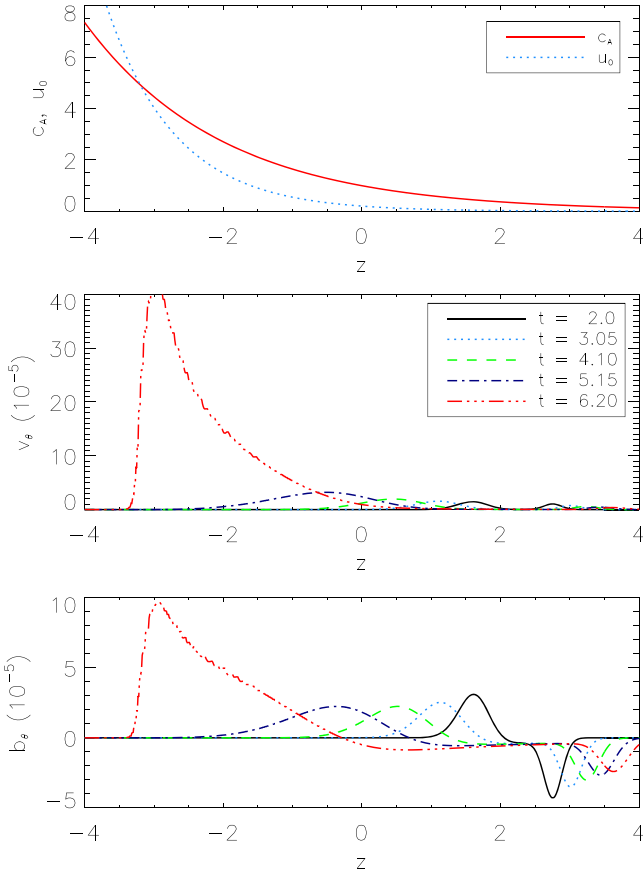 8
6
4
2
0
c_A, u_0
c_A
u_0
−4 −2 0 2 4
z
40
30
20
10
0
v_θ (10^−5)
t = 2.0
t = 3.05
t = 4.10
t = 5.15
t = 6.20
−4 −2 0 2 4
z
10
5
0
−5
b_θ (10^−5)
−4 −2 0 2 4
z